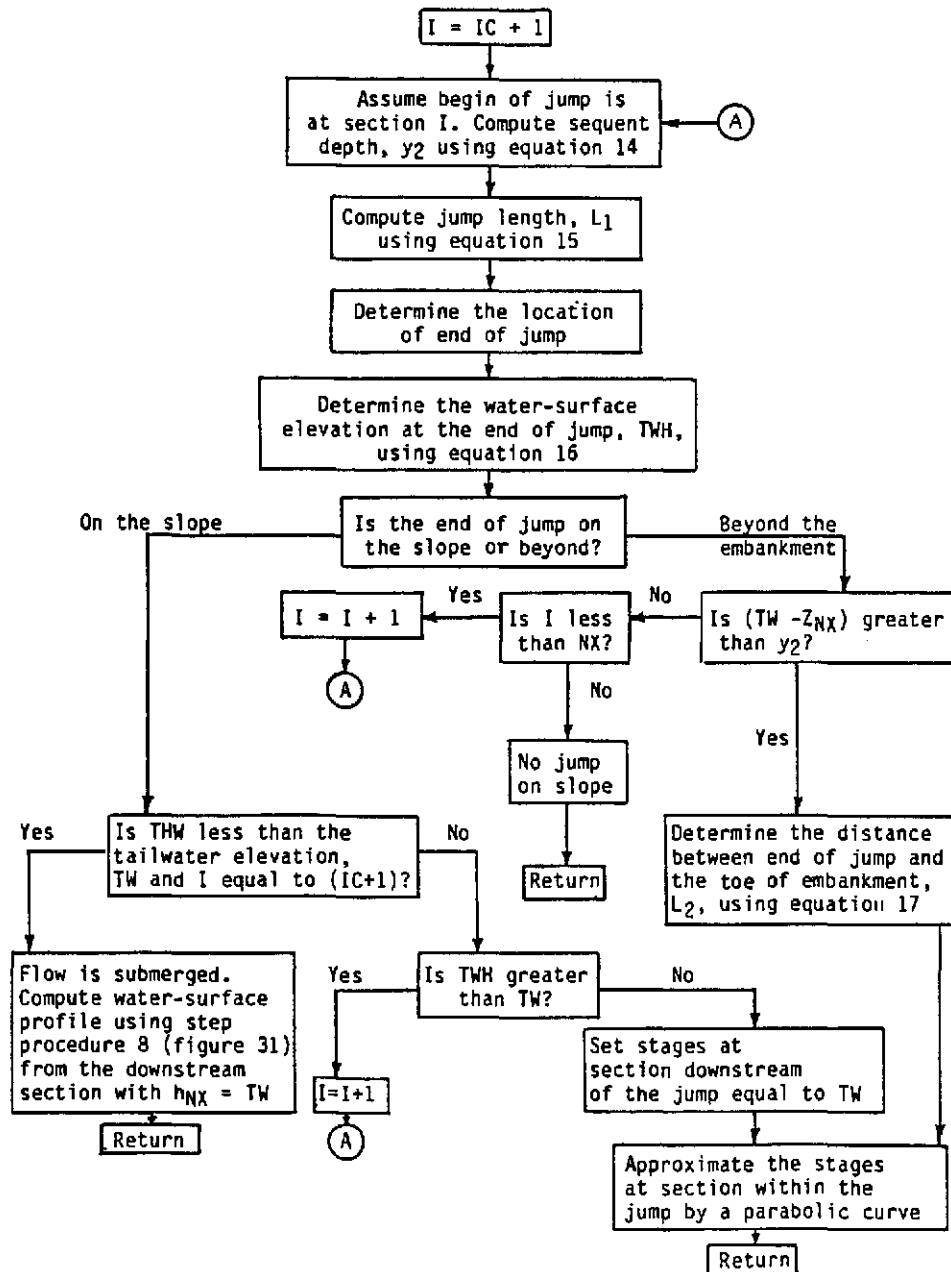 I = IC + 1
Assume begin of jump is
at section I. Compute sequent
depth, y2 using equation 14
A
Compute jump length, L1
using equation 15
Determine the location
of end of jump
Determine the water-surface
elevation at the end of jump, TWH,
using equation 16
On the slope
Is the end of jump on
the slope or beyond?
Beyond the
embankment
I = I + 1
Yes
Is I less
than NX?
No
Is (TW -ZNX) greater
than y2?
A
No
Yes
No jump
on slope
Return
Yes
Is THW less than the
tailwater elevation,
TW and I equal to (IC+1)?
No
Determine the distance
between end of jump and
the toe of embankment,
L2, using equation 17
Flow is submerged.
Compute water-surface
profile using step
procedure 8 (figure 31)
from the downstream
section with hNX = TW
Return
Yes
Is TWH greater
than TW?
No
I=I+1
A
Set stages at
section downstream
of the jump equal to TW
Approximate the stages
at section within the
jump by a parabolic curve
Return